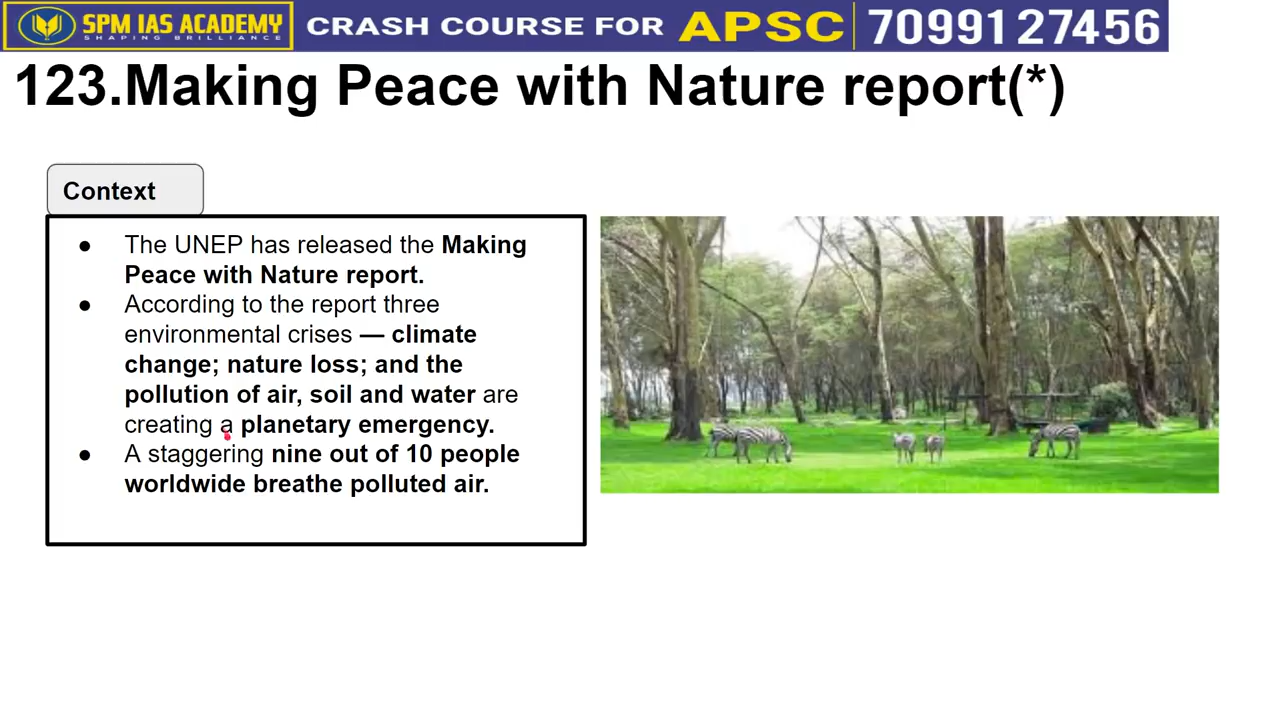 SPM IAS ACADEMY
SHAPING BRILLIANCE
CRASH COURSE FOR APSC 7099127456
123.Making Peace with Nature report(*)
Context
● The UNEP has released the Making
Peace with Nature report.
● According to the report three
environmental crises — climate
change; nature loss; and the
pollution of air, soil and water are
creating a planetary emergency.
● A staggering nine out of 10 people
worldwide breathe polluted air.